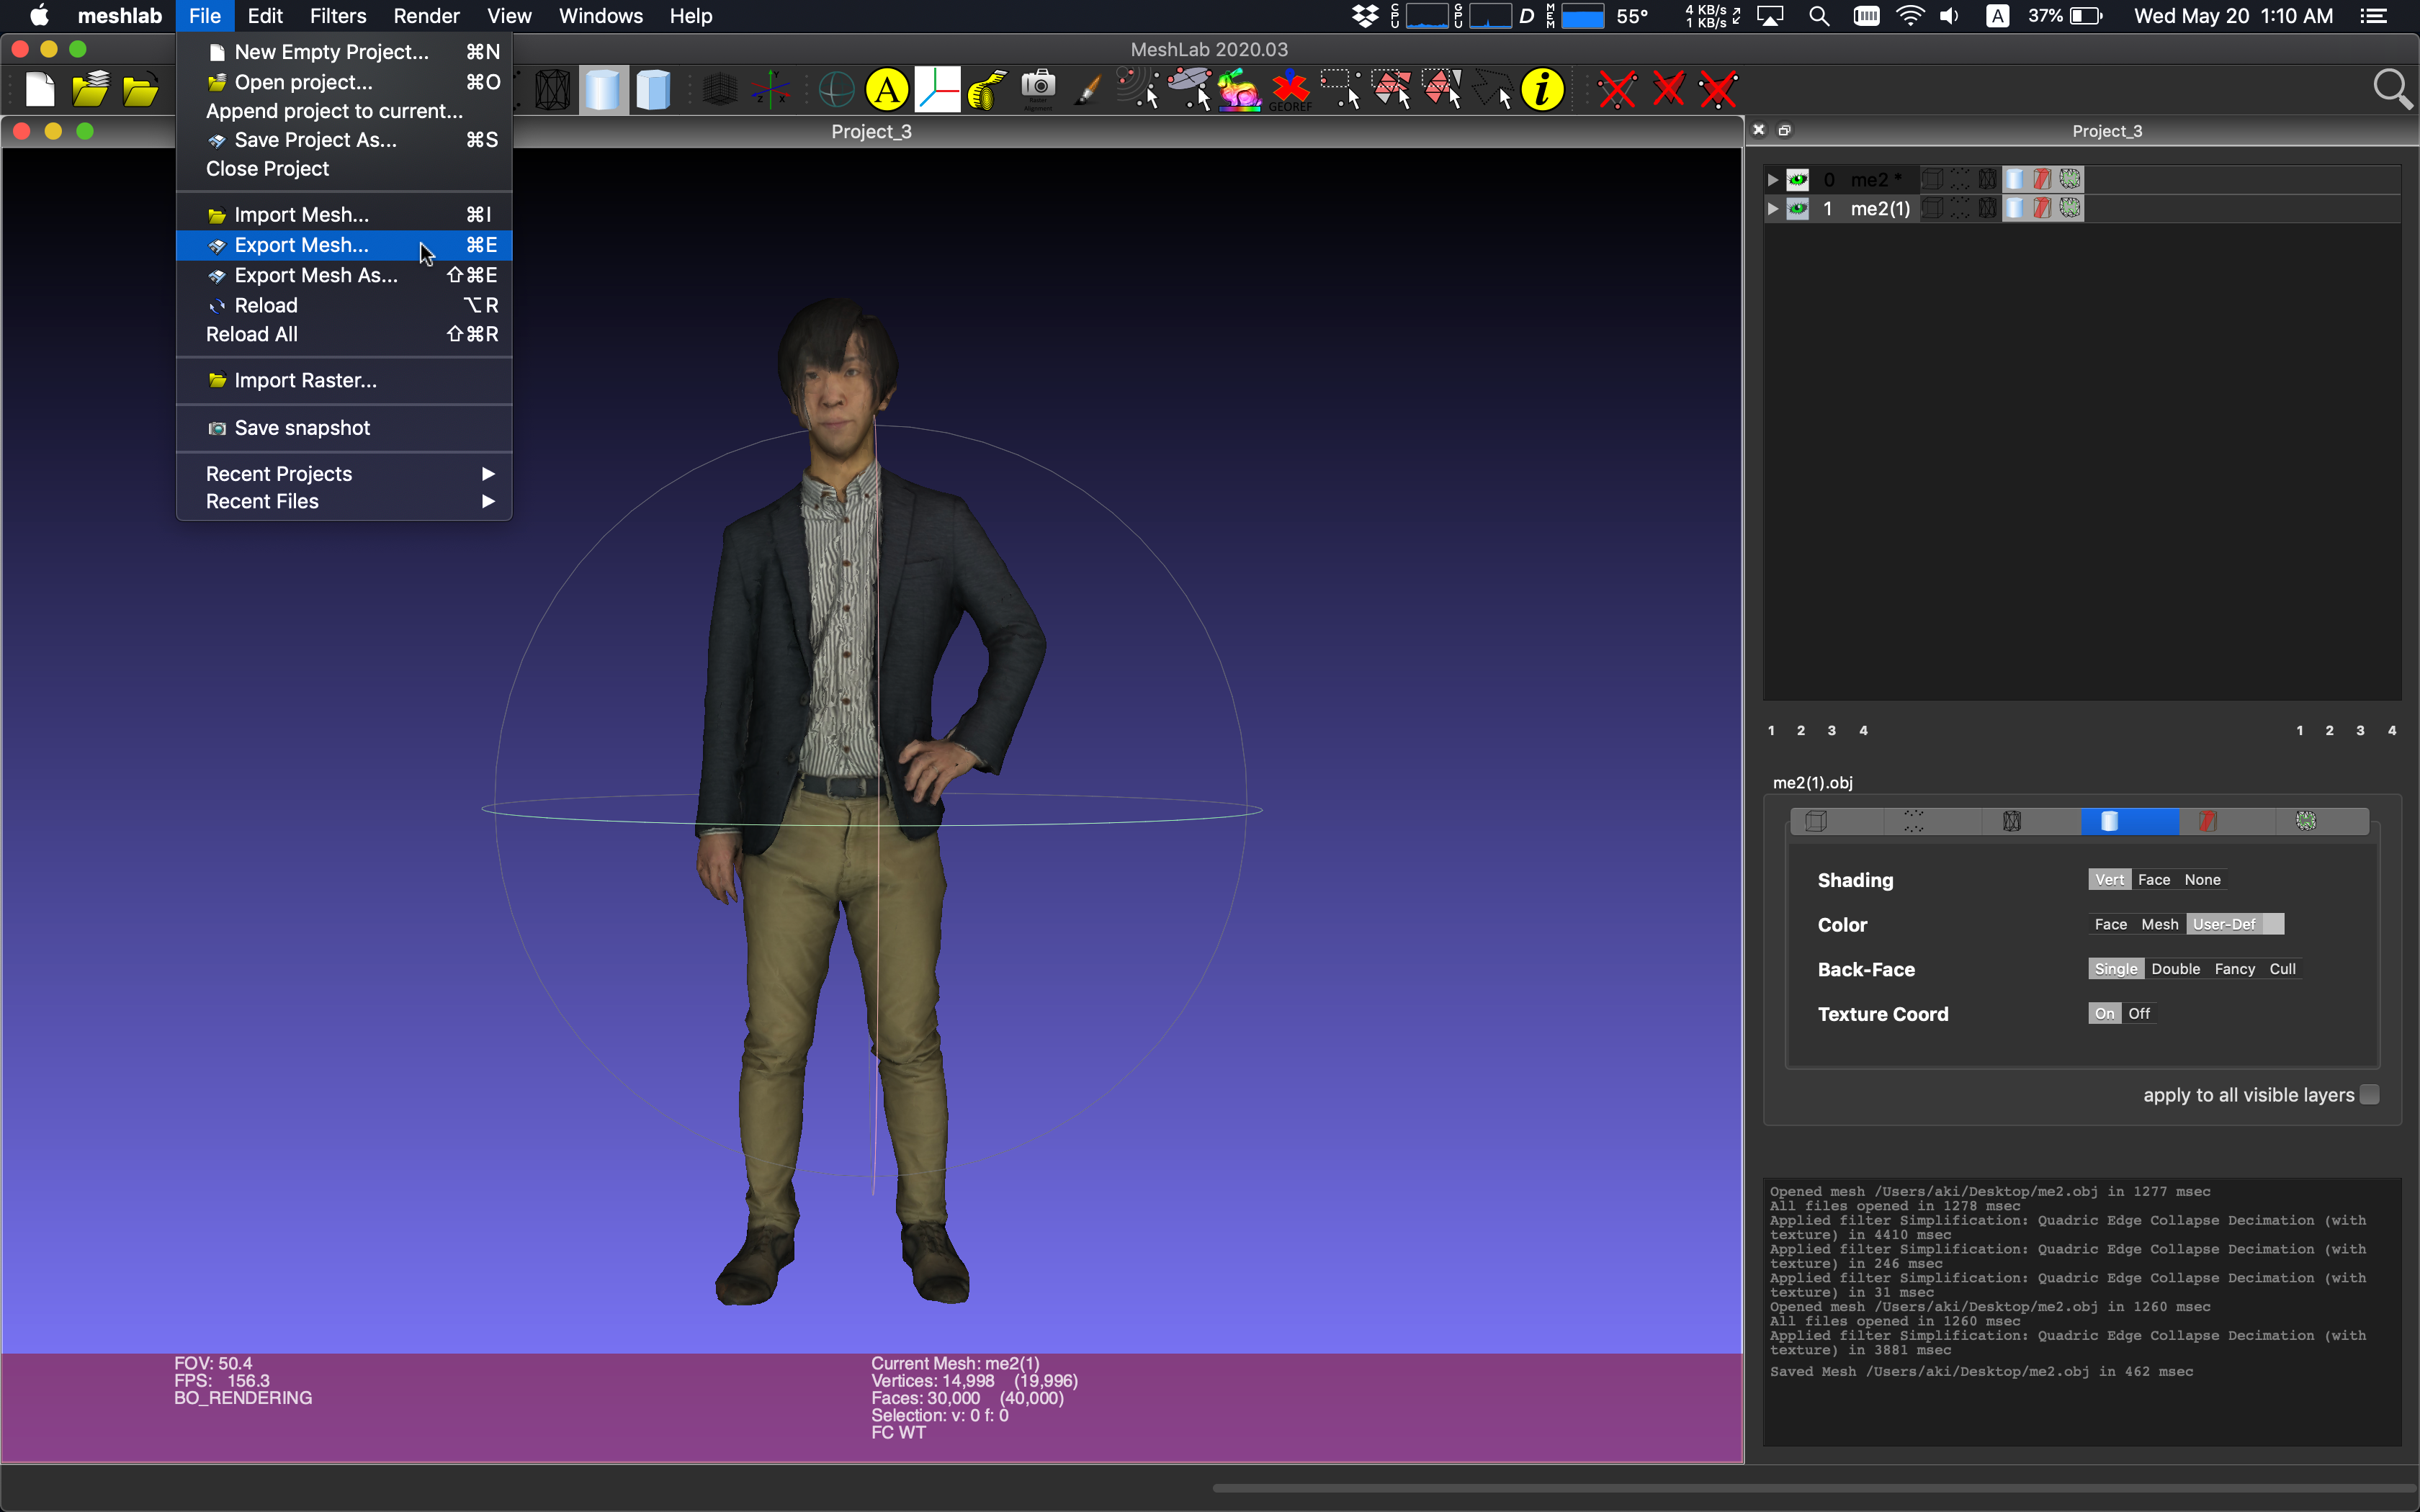 meshlab File Edit Filters Render View Windows Help
CPU GPU D MEM 55° 4 KB/s 1 KB/s A 37% Wed May 20 1:10 AM
MeshLab 2020.03
New Empty Project... ⌘N
Open project... ⌘O
Append project to current...
Save Project As... ⌘S
Close Project
Import Mesh... ⌘I
Export Mesh... ⌘E
Export Mesh As... ⇧⌘E
Reload ⌥R
Reload All ⇧⌘R
Import Raster...
Save snapshot
Recent Projects ▶
Recent Files ▶
A
GEOREF
i
Project_3
FOV: 50.4
FPS: 156.3
BO_RENDERING
Current Mesh: me2(1)
Vertices: 14,998 (19,996)
Faces: 30,000 (40,000)
Selection: v: 0 f: 0
FC WT
Project_3
0 me2 *
1 me2(1)
1 2 3 4 1 2 3 4
me2(1).obj
Shading Vert Face None
Color Face Mesh User-Def
Back-Face Single Double Fancy Cull
Texture Coord On Off
apply to all visible layers
Opened mesh /Users/aki/Desktop/me2.obj in 1277 msec
All files opened in 1278 msec
Applied filter Simplification: Quadric Edge Collapse Decimation (with
texture) in 4410 msec
Applied filter Simplification: Quadric Edge Collapse Decimation (with
texture) in 246 msec
Applied filter Simplification: Quadric Edge Collapse Decimation (with
texture) in 31 msec
Opened mesh /Users/aki/Desktop/me2.obj in 1260 msec
All files opened in 1260 msec
Applied filter Simplification: Quadric Edge Collapse Decimation (with
texture) in 3881 msec
Saved Mesh /Users/aki/Desktop/me2.obj in 462 msec